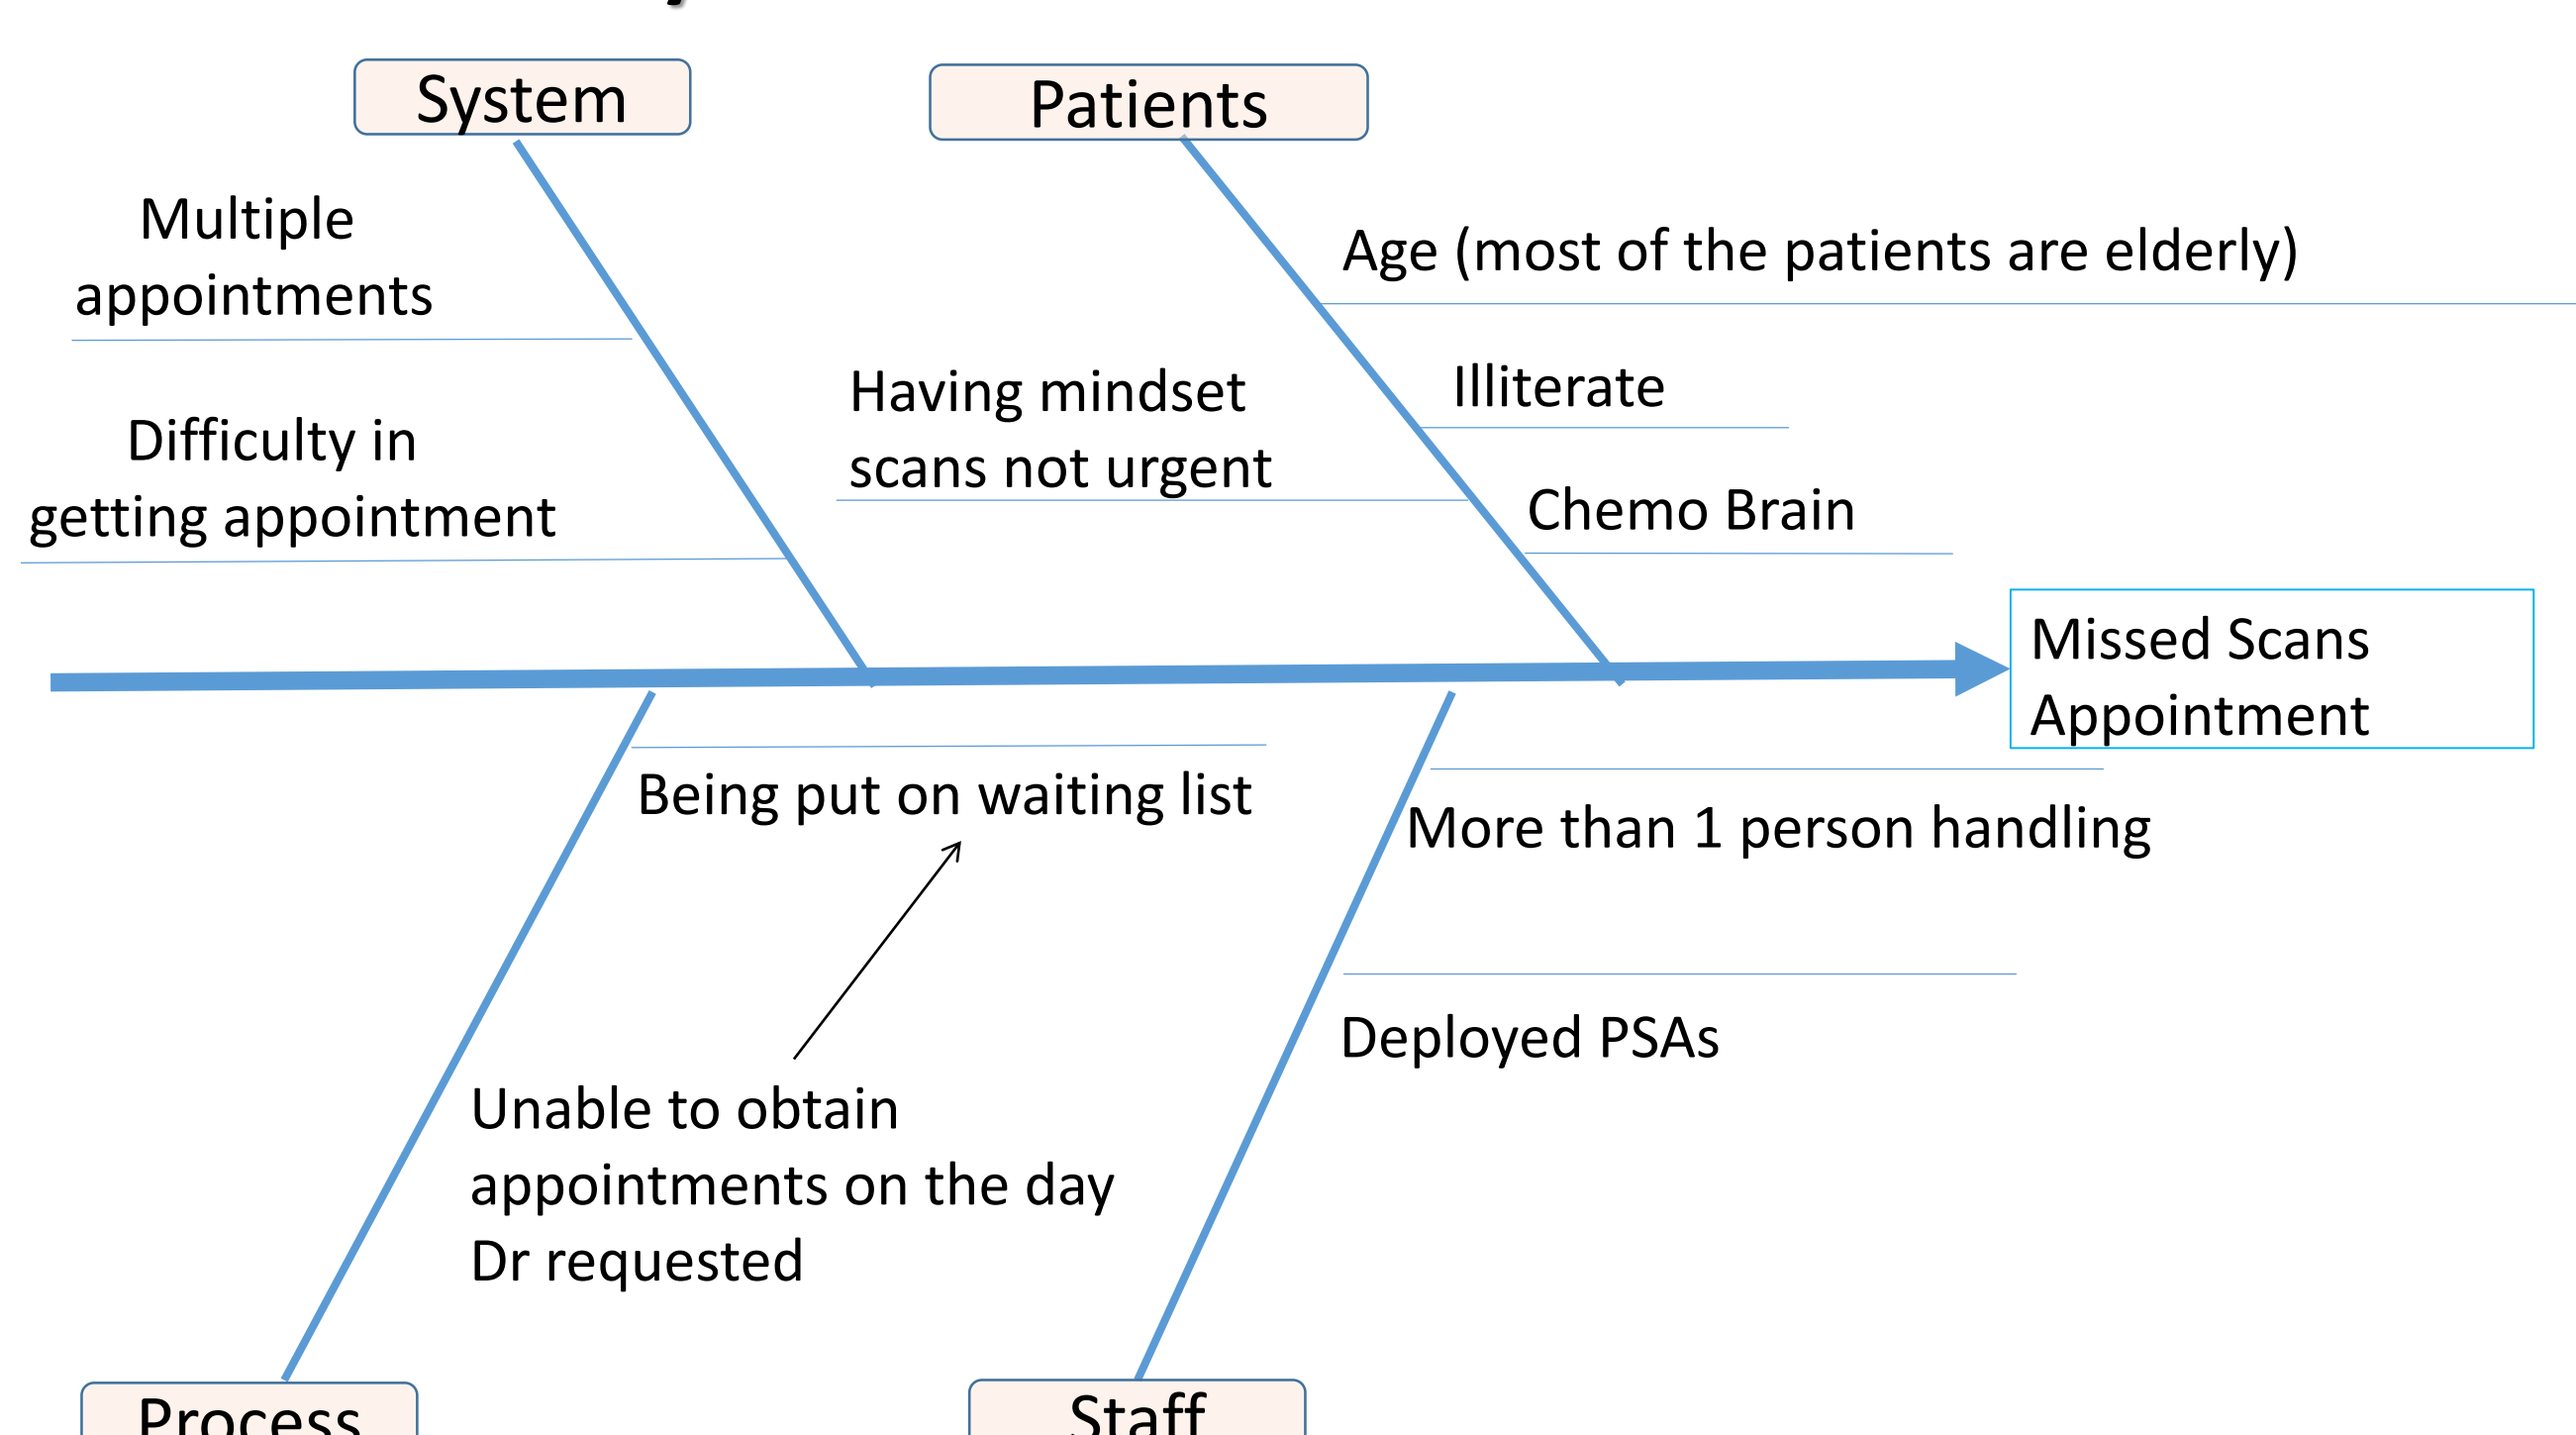 System
Patients
Multiple
appointments
Age (most of the patients are elderly)
Having mindset
scans not urgent
Illiterate
Difficulty in
getting appointment
Chemo Brain
Missed Scans
Appointment
Being put on waiting list
More than 1 person handling
Deployed PSAs
Unable to obtain
appointments on the day
Dr requested
Process
Staff